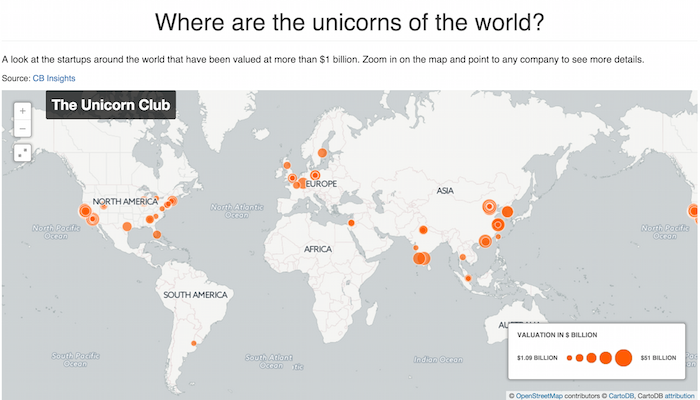 Where are the unicorns of the world?
A look at the startups around the world that have been valued at more than $1 billion. Zoom in on the map and point to any company to see more details.
Source: CB Insights
+
The Unicorn Club
−
EUROPE
ASIA
NORTH AMERICA
North Atlantic
Ocean
North Pacific
Ocean
North Pacific
Ocean
AFRICA
SOUTH AMERICA
VALUATION IN $ BILLION
$1.09 BILLION
$51 BILLION
South Pacific
Ocean
Ocean
Indian Ocean
© OpenStreetMap contributors © CartoDB, CartoDB attribution